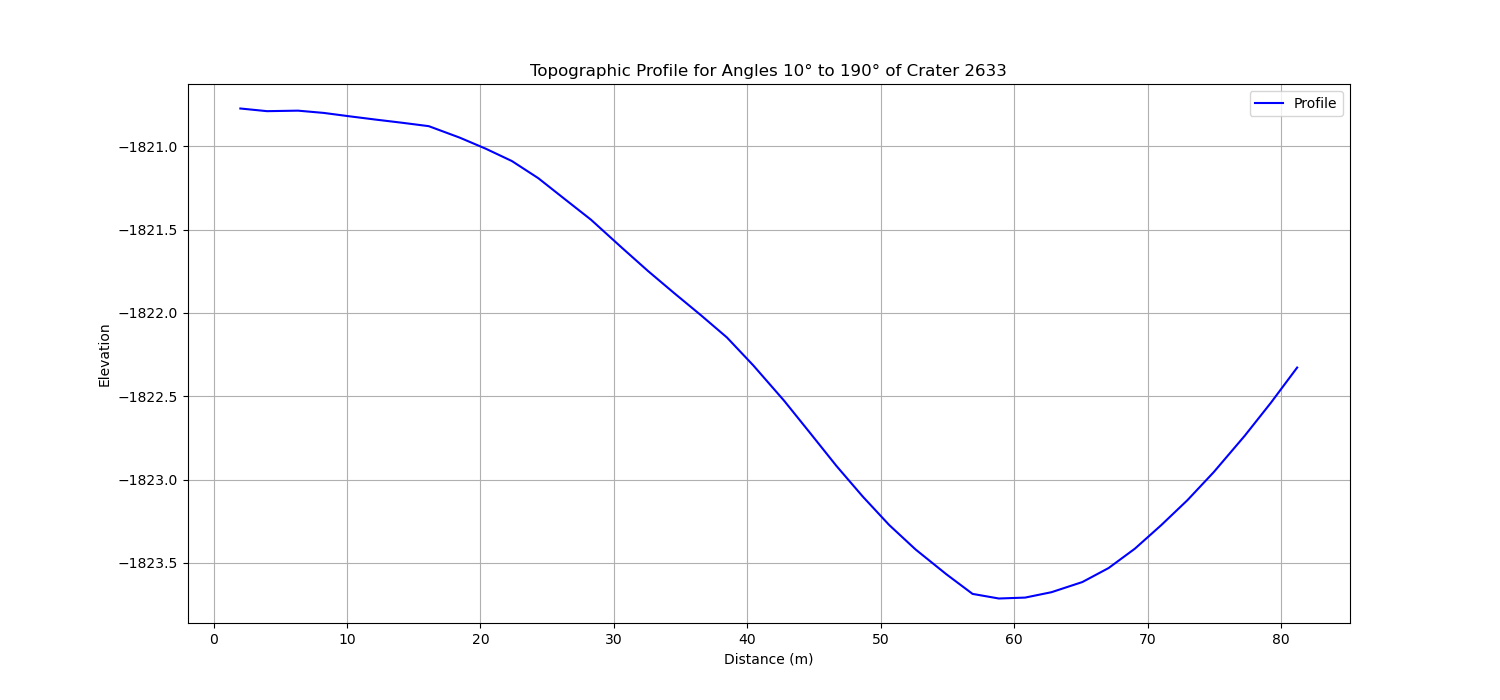 Topographic Profile for Angles 10° to 190° of Crater 2633
Profile
−1821.0
−1821.5
−1822.0
−1822.5
−1823.0
−1823.5
Elevation
0 10 20 30 40 50 60 70 80
Distance (m)